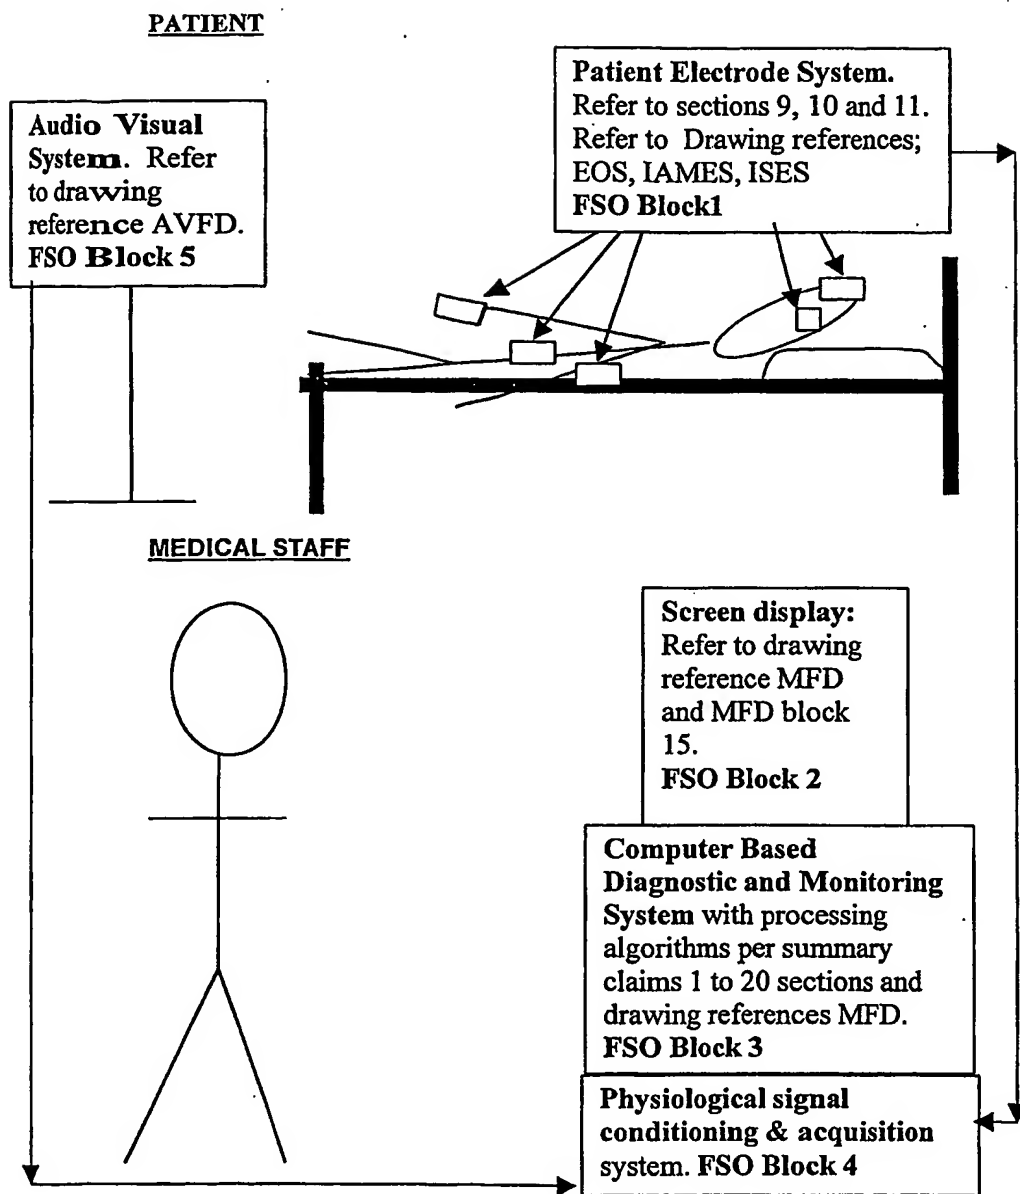 PATIENT
Patient Electrode System.
Refer to sections 9, 10 and 11.
Refer to Drawing references;
EOS, IAMES, ISES
FSO Block1
Audio Visual
System. Refer
to drawing
reference AVFD.
FSO Block 5
MEDICAL STAFF
Screen display:
Refer to drawing
reference MFD
and MFD block
15.
FSO Block 2
Computer Based
Diagnostic and Monitoring
System with processing
algorithms per summary
claims 1 to 20 sections and
drawing references MFD.
FSO Block 3
Physiological signal
conditioning & acquisition
system. FSO Block 4